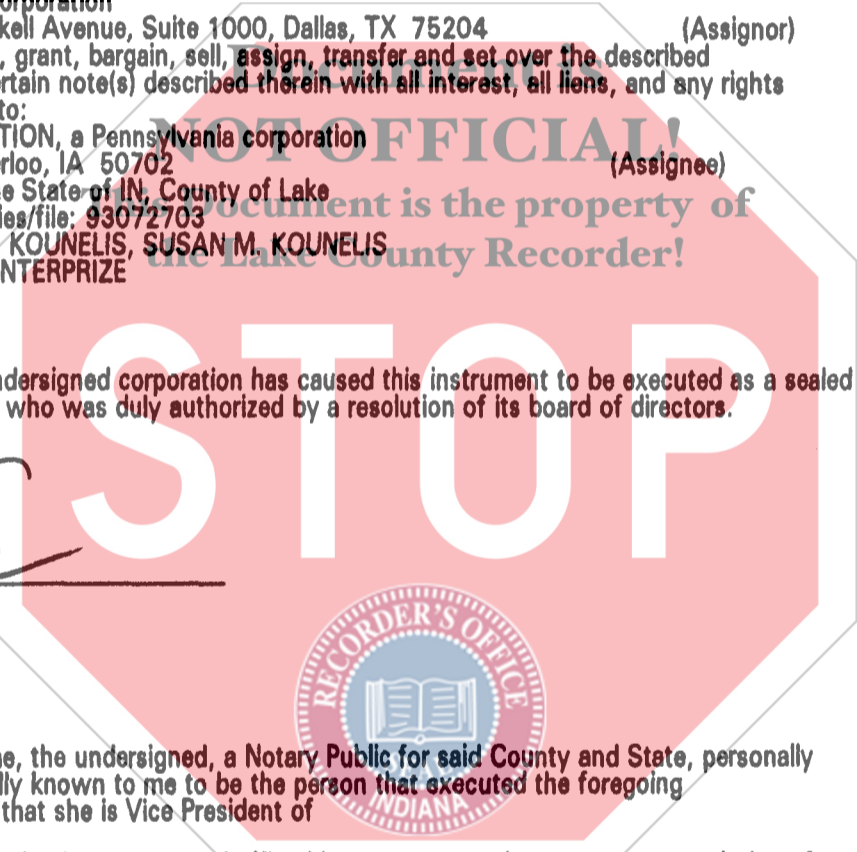 corporation
kell Avenue, Suite 1000, Dallas, TX 75204 (Assignor)
, grant, bargain, sell, assign, transfer and set over the described
rtain note(s) described therein with all interest, all liens, and any rights
to:
TION, a Pennsylvania corporation
rloo, IA 50702 (Assignee)
e State of IN, County of Lake
ies/file: 93072703
KOUNELIS, SUSAN M. KOUNELIS
NTERPRIZE
Document is
NOT OFFICIAL!
This Document is the property of
the Lake County Recorder!
STOP
ndersigned corporation has caused this instrument to be executed as a sealed
who was duly authorized by a resolution of its board of directors.
RECORDER'S OFFICE
SEAL
INDIANA
e, the undersigned, a Notary Public for said County and State, personally
lly known to me to be the person that executed the foregoing
that she is Vice President of